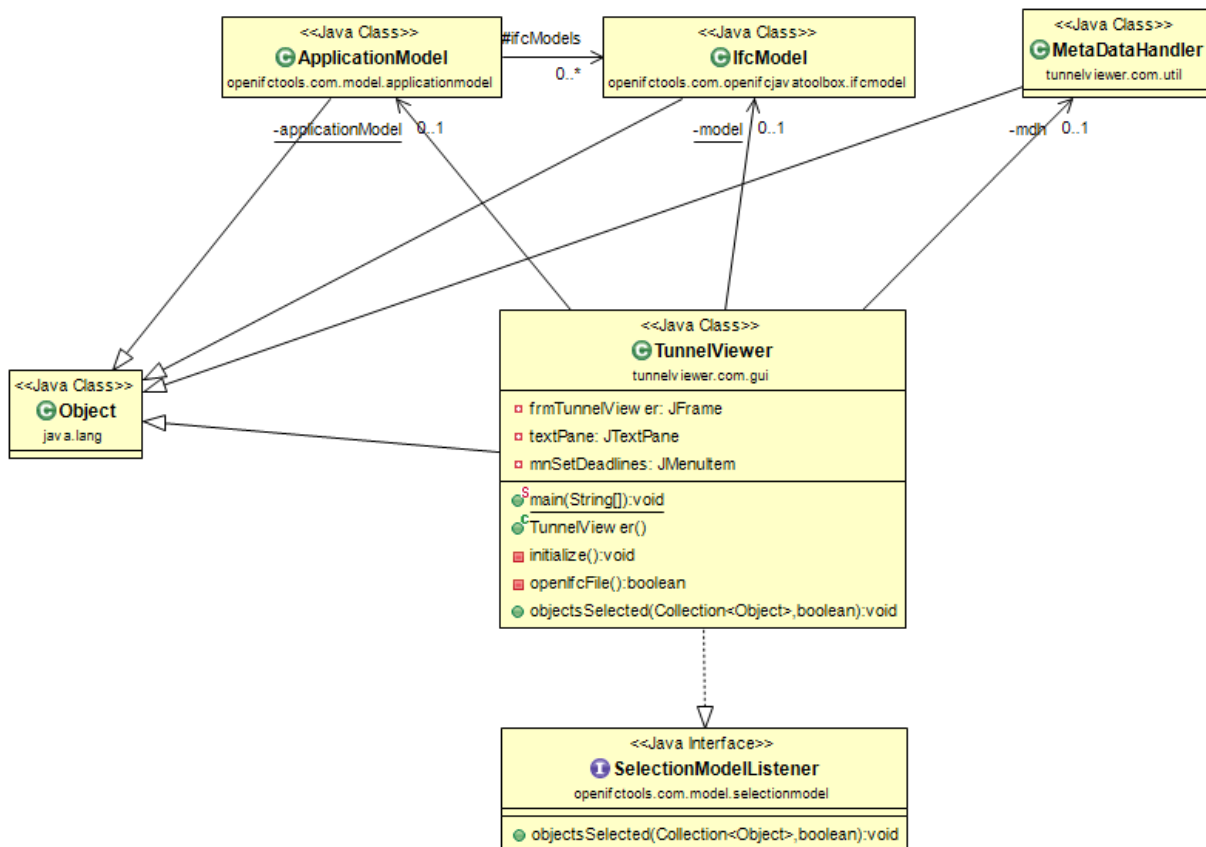 <<Java Class>>
ApplicationModel
openifctools.com.model.applicationmodel
#ifcModels
0..*
<<Java Class>>
IfcModel
openifctools.com.openifcjavatoolbox.ifcmodel
<<Java Class>>
MetaDataHandler
tunnelviewer.com.util
-applicationModel 0..1
-model 0..1
-mdh 0..1
<<Java Class>>
Object
java.lang
<<Java Class>>
TunnelViewer
tunnelviewer.com.gui
frmTunnelViewer: JFrame
textPane: JTextPane
mnSetDeadlines: JMenuItem
main(String[]):void
TunnelViewer()
initialize():void
openIfcFile():boolean
objectsSelected(Collection<Object>,boolean):void
<<Java Interface>>
SelectionModelListener
openifctools.com.model.selectionmodel
objectsSelected(Collection<Object>,boolean):void